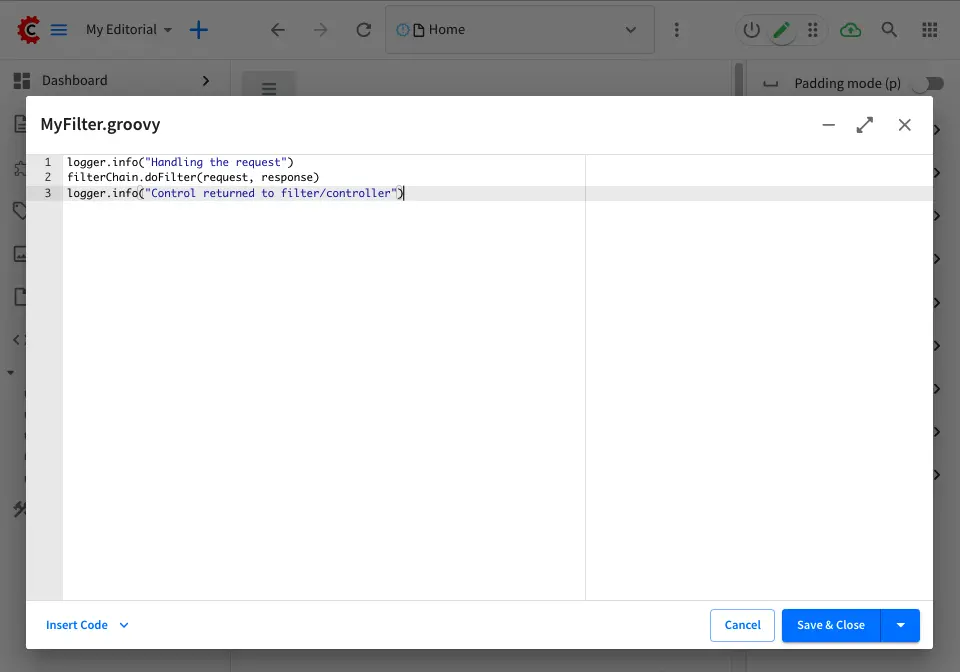 My Editorial
Home
Dashboard
Padding mode (p)
MyFilter.groovy
1 logger.info("Handling the request")
2 filterChain.doFilter(request, response)
3 logger.info("Control returned to filter/controller")
Insert Code
Cancel
Save & Close